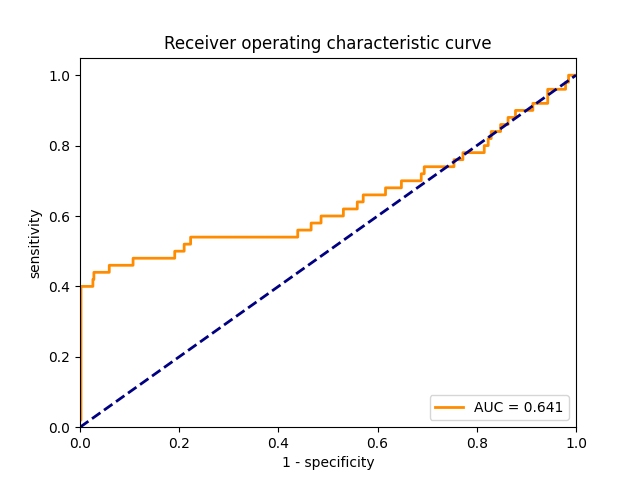 Receiver operating characteristic curve
1.0
0.8
0.6
0.4
0.2
0.0
sensitivity
AUC = 0.641
0.0 0.2 0.4 0.6 0.8 1.0
1 - specificity